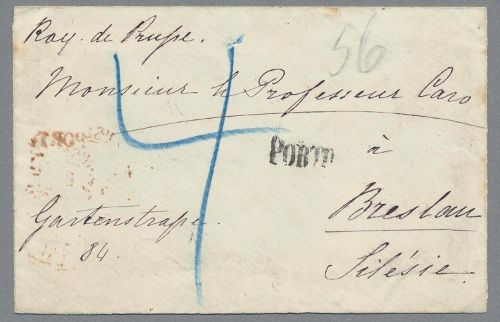 Roy. de Prusse.
56
Monsieur le Professeur Caro
4
PORTO
à
Breslau
Gartenstrasse
84.
Silésie.